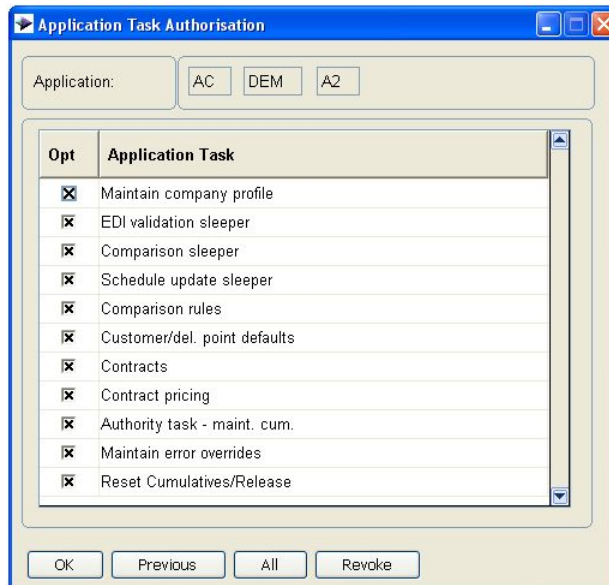 Application Task Authorisation
Application: AC DEM A2
Opt Application Task
Maintain company profile
EDI validation sleeper
Comparison sleeper
Schedule update sleeper
Comparison rules
Customer/del. point defaults
Contracts
Contract pricing
Authority task - maint. cum.
Maintain error overrides
Reset Cumulatives/Release
OK Previous All Revoke